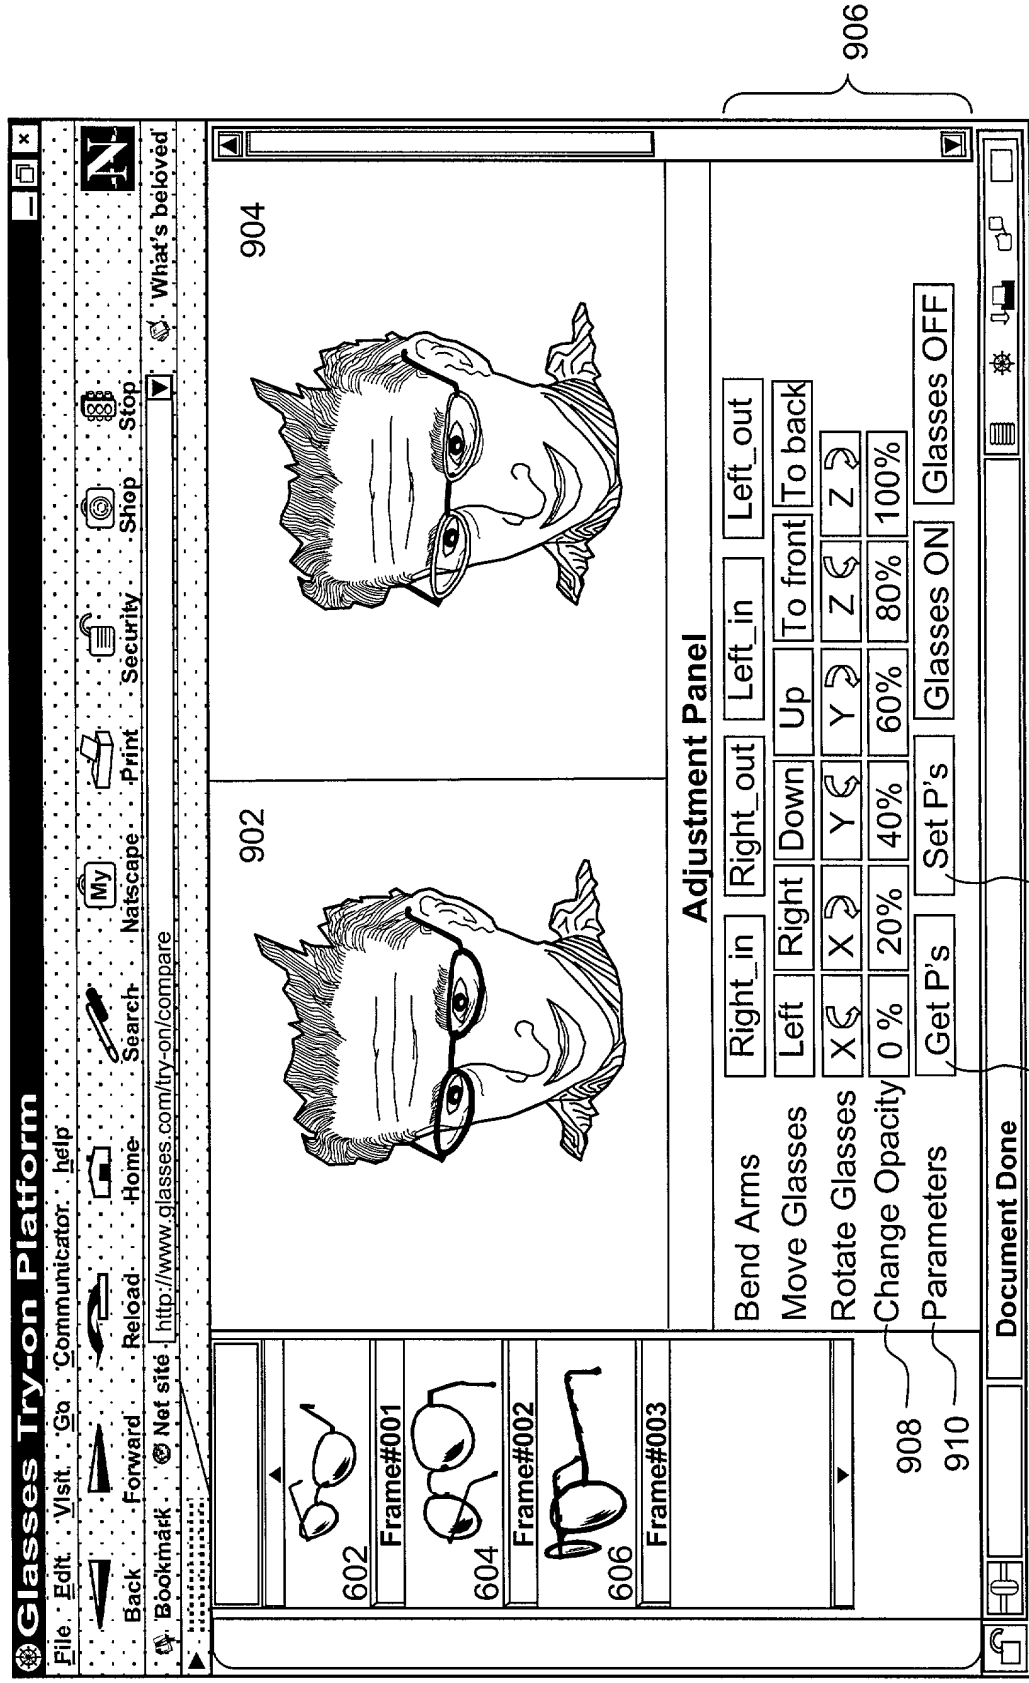 Glasses Try-on Platform
File Edit Visit Go Communicator help
Back Forward Reload Home Search Natscape Print Security Shop Stop
My
N
Bookmark Net site http://www.glasses.com/try-on/compare What's beloved
602
Frame#001
604
Frame#002
606
Frame#003
902
904
Adjustment Panel
Bend Arms Right_in Right_out Left_in Left_out
Move Glasses Left Right Down Up To front To back
Rotate Glasses X X Y Y Z Z
Change Opacity 0 % 20% 40% 60% 80% 100%
Parameters Get P's Set P's Glasses ON Glasses OFF
906
908
910
Document Done